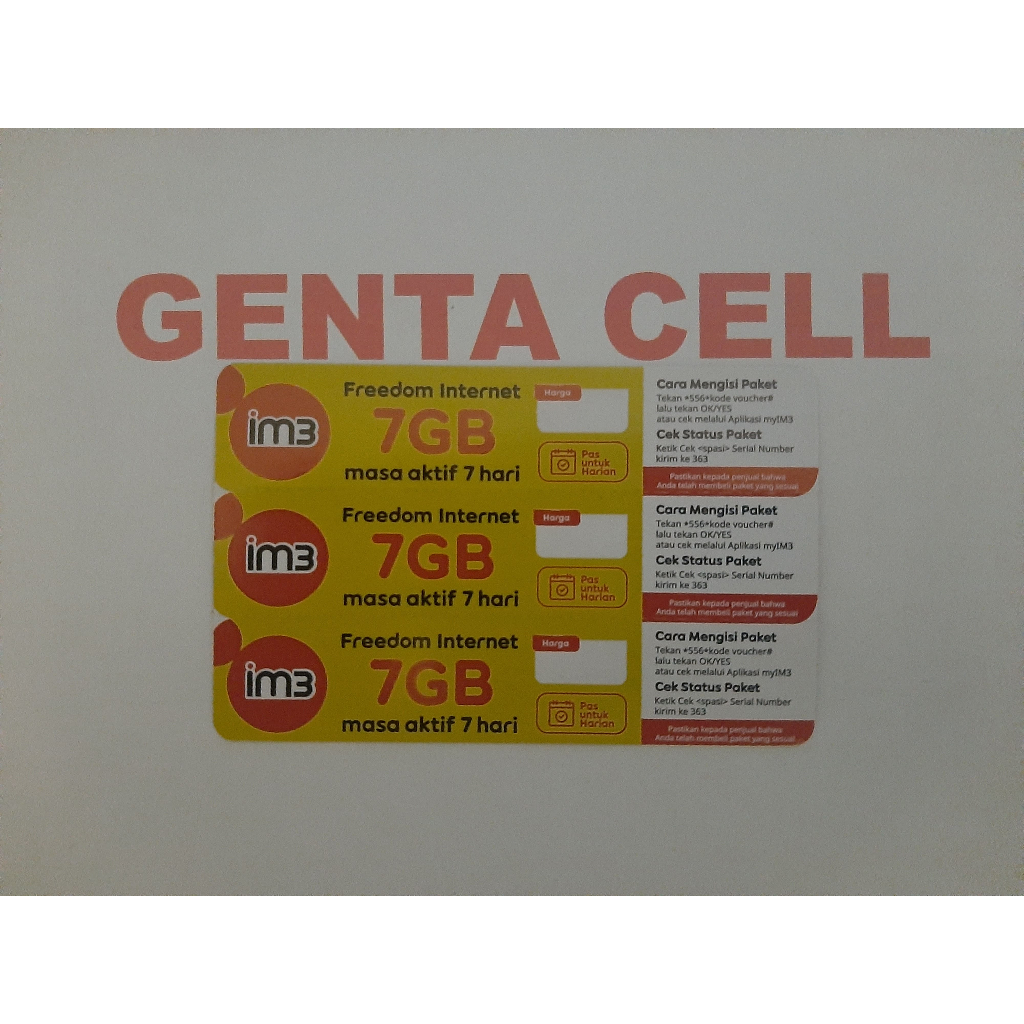 GENTA CELL
im3
Freedom Internet
7GB
masa aktif 7 hari
Harga
Pas
untuk
Harian
Cara Mengisi Paket
Tekan *556*kode voucher#
lalu tekan OK/YES
atau cek melalui Aplikasi myIM3
Cek Status Paket
Ketik Cek <spasi> Serial Number
kirim ke 363
Pastikan kepada penjual bahwa
Anda telah membeli paket yang sesuai
im3
Freedom Internet
7GB
masa aktif 7 hari
Harga
Pas
untuk
Harian
Cara Mengisi Paket
Tekan *556*kode voucher#
lalu tekan OK/YES
atau cek melalui Aplikasi myIM3
Cek Status Paket
Ketik Cek <spasi> Serial Number
kirim ke 363
Pastikan kepada penjual bahwa
Anda telah membeli paket yang sesuai
im3
Freedom Internet
7GB
masa aktif 7 hari
Harga
Pas
untuk
Harian
Cara Mengisi Paket
Tekan *556*kode voucher#
lalu tekan OK/YES
atau cek melalui Aplikasi myIM3
Cek Status Paket
Ketik Cek <spasi> Serial Number
kirim ke 363
Pastikan kepada penjual bahwa
Anda telah membeli paket yang sesuai